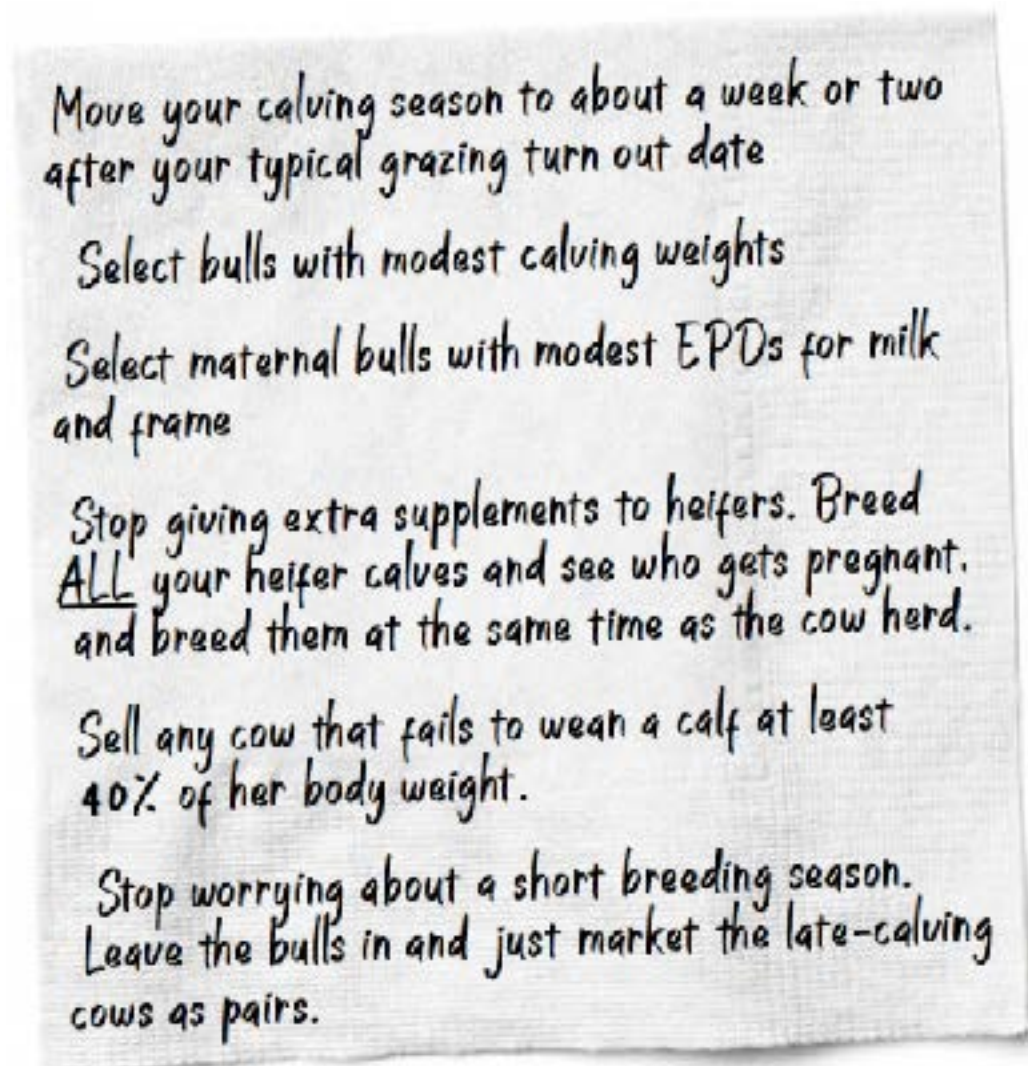 Move your calving season to about a week or two
after your typical grazing turn out date
Select bulls with modest calving weights
Select maternal bulls with modest EPDs for milk
and frame
Stop giving extra supplements to heifers. Breed
ALL your heifer calves and see who gets pregnant.
and breed them at the same time as the cow herd.
Sell any cow that fails to wean a calf at least
40% of her body weight.
Stop worrying about a short breeding season.
Leave the bulls in and just market the late-calving
cows as pairs.